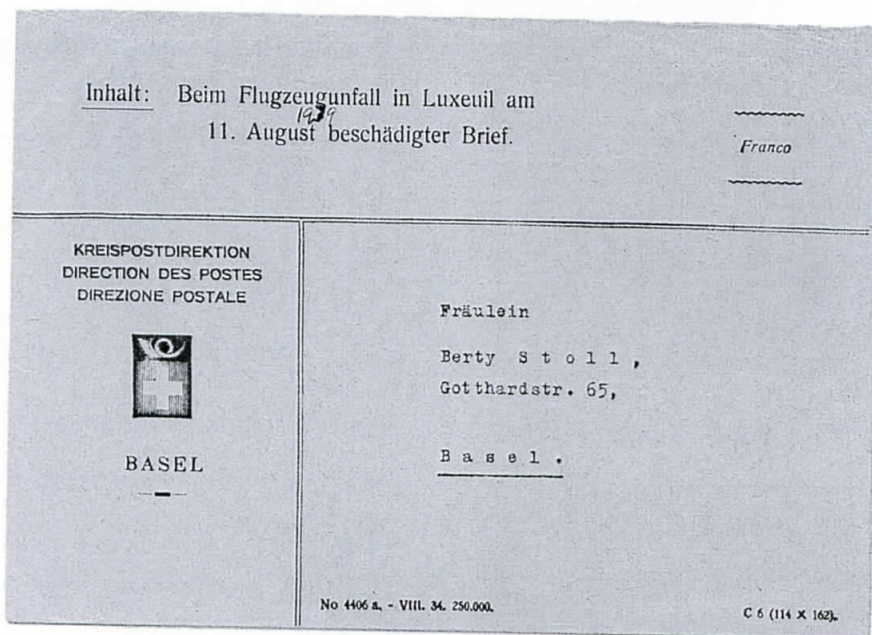 Inhalt: Beim Flugzeugunfall in Luxeuil am
1939
11. August beschädigter Brief.
Franco
KREISPOSTDIREKTION
DIRECTION DES POSTES
DIREZIONE POSTALE
BASEL
Fräulein
Berty S t o l l ,
Gotthardstr. 65,
B a s e l .
No 4406 a. - VIII. 34. 250.000.
C 6 (114 X 162).